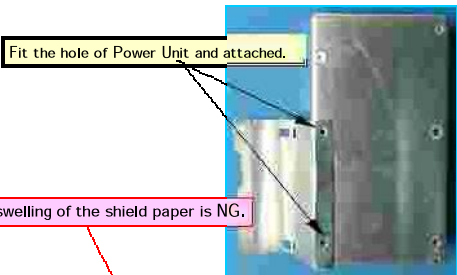 Fit the hole of Power Unit and attached.
swelling of the shield paper is NG.